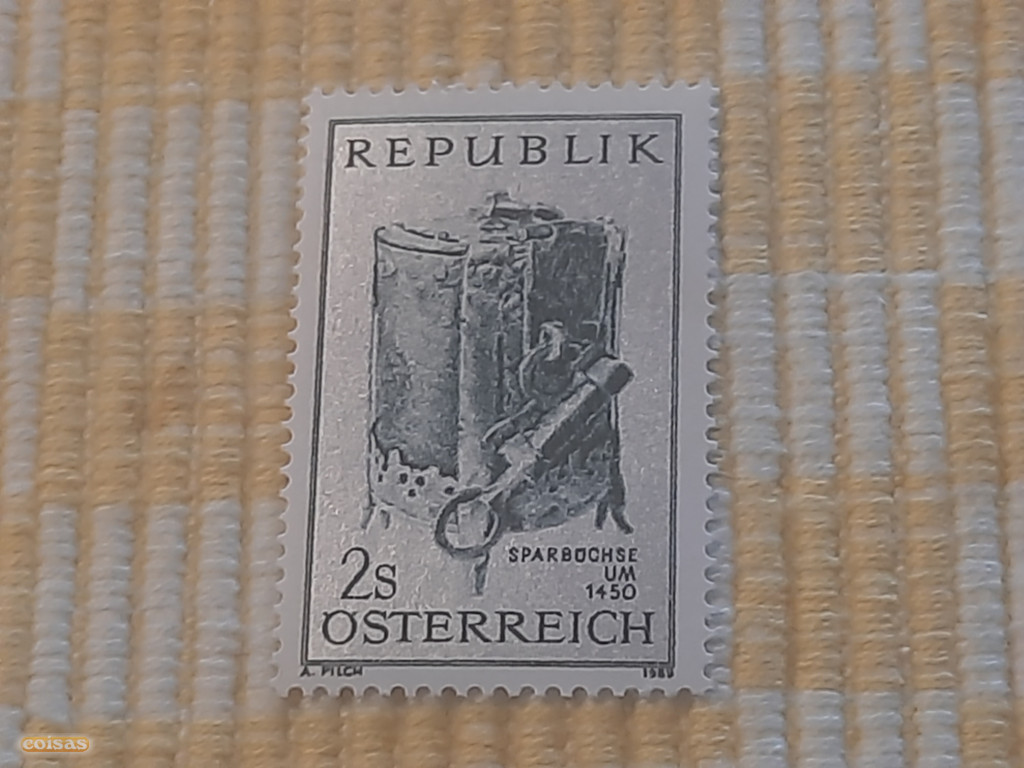 REPUBLIK
SPARBÜCHSE
UM
1450
2S
ÖSTERREICH
A. PILCH
1969
coisas